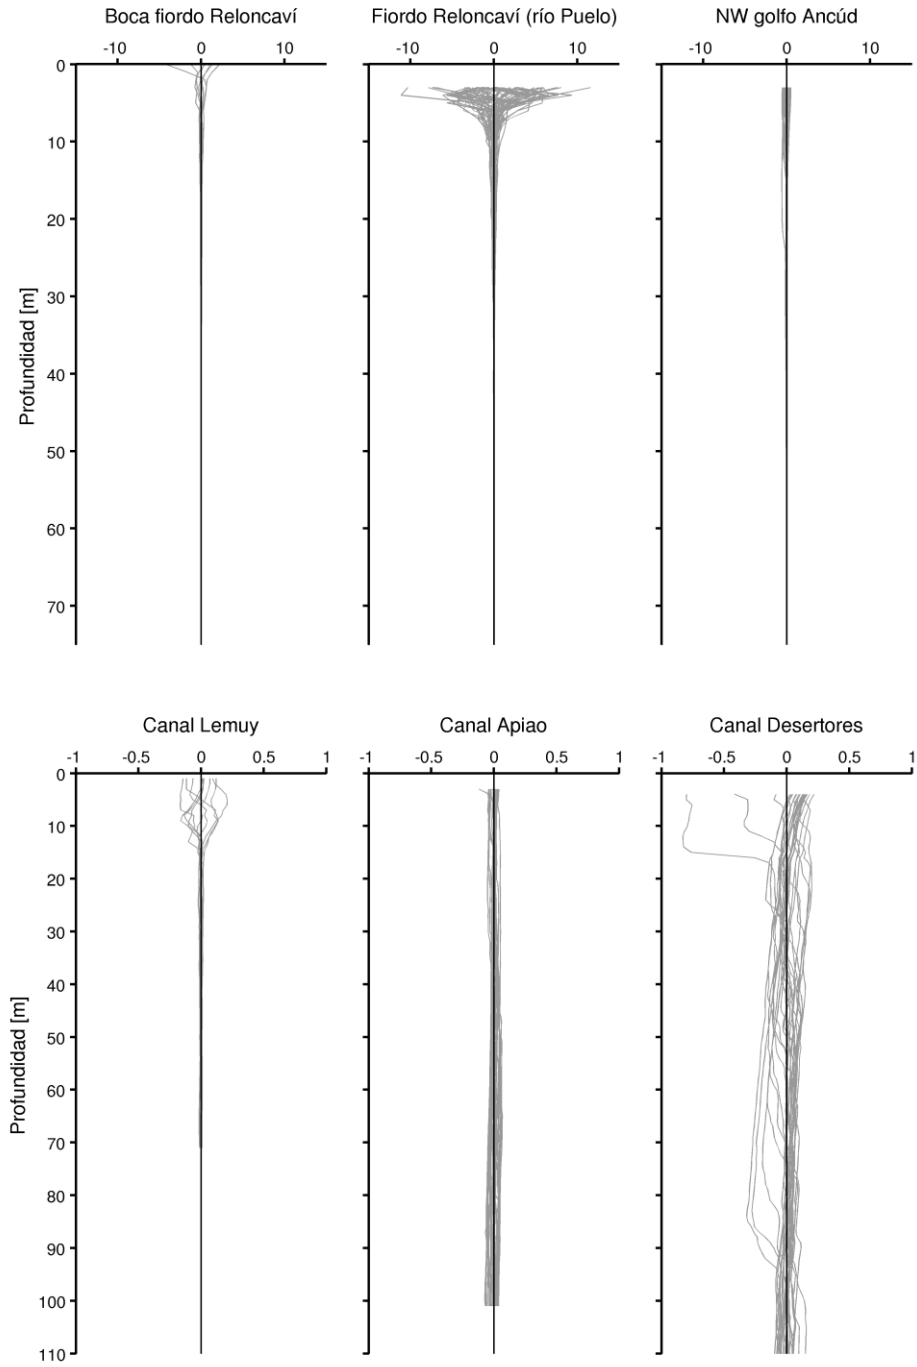 Boca fiordo Reloncaví
Fiordo Reloncaví (río Puelo)
NW golfo Ancúd
-10 0 10
-10 0 10
-10 0 10
0
10
20
30
40
50
60
70
Profundidad [m]
Canal Lemuy
Canal Apiao
Canal Desertores
-1 -0.5 0 0.5 1
-1 -0.5 0 0.5 1
-1 -0.5 0 0.5 1
0
10
20
30
40
50
60
70
80
90
100
110
Profundidad [m]